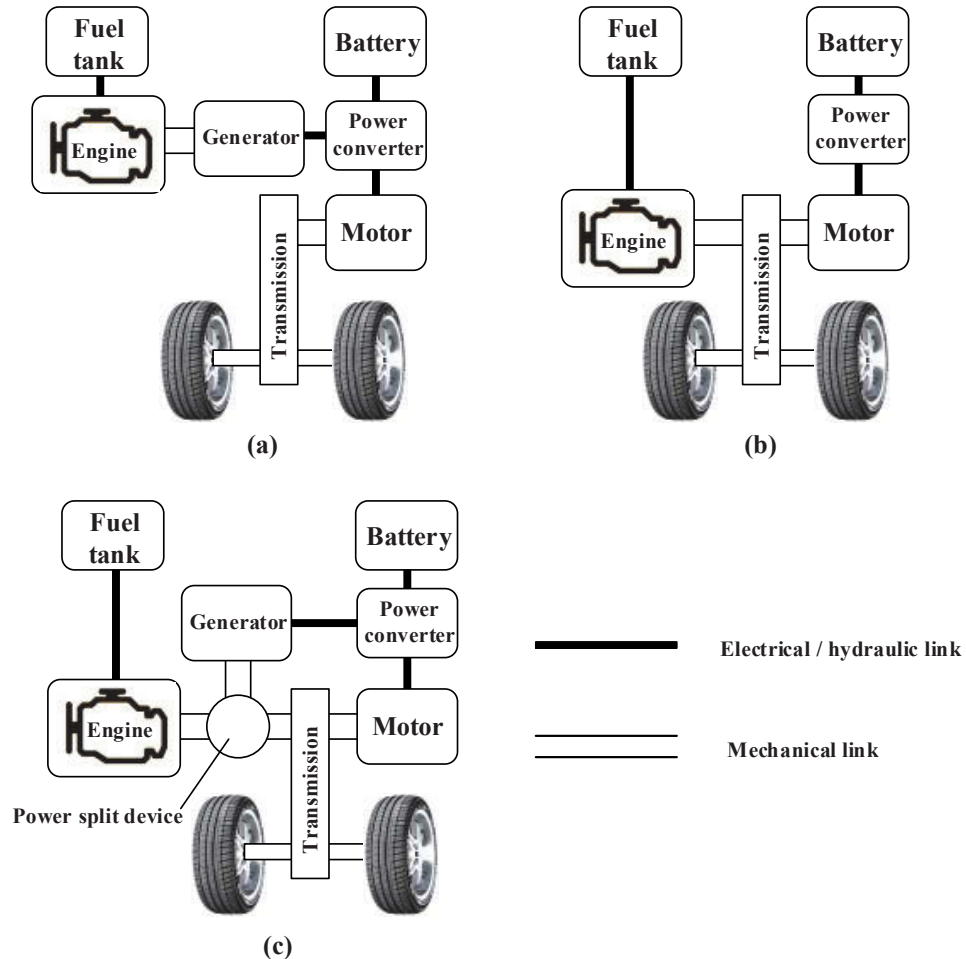 Fuel
tank
Battery
Engine
Generator
Power
converter
Motor
Transmission
(a)
Fuel
tank
Battery
Power
converter
Engine
Motor
Transmission
(b)
Fuel
tank
Battery
Generator
Power
converter
Engine
Motor
Transmission
Power split device
(c)
Electrical / hydraulic link
Mechanical link